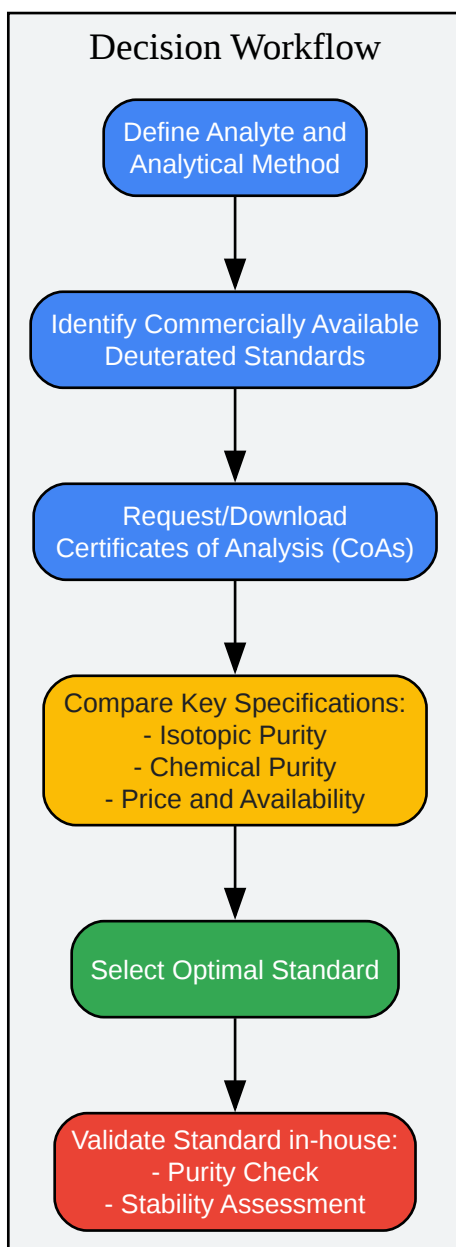 Decision Workflow
Define Analyte and
Analytical Method
Identify Commercially Available
Deuterated Standards
Request/Download
Certificates of Analysis (CoAs)
Compare Key Specifications:
- Isotopic Purity
- Chemical Purity
- Price and Availability
Select Optimal Standard
Validate Standard in-house:
- Purity Check
- Stability Assessment